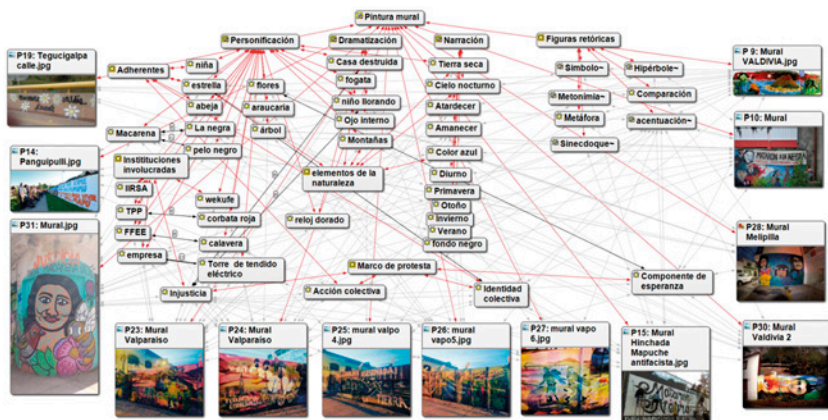 Pintura mural
Personificación
Dramatización
Narración
Figuras retóricas
P19: Tegucigalpa
calle.jpg
Adherentes
niña
estrella
abeja
Macarena
La negra
pelo negro
Instituciones
involucradas
IIRSA
TPP
FFEE
empresa
wekufe
corbata roja
calavera
Torre de tendido
eléctrico
flores
araucaria
árbol
Casa destruida
fogata
niño llorando
Ojo interno
Montañas
elementos de la
naturaleza
reloj dorado
Tierra seca
Cielo nocturno
Atardecer
Amanecer
Color azul
Diurno
Primavera
Otoño
Invierno
Verano
fondo negro
Símbolo~
Metonimia~
Metáfora
Sinecdoque~
Hipérbole~
Comparación
acentuación~
P 9: Mural
VALDIVIA.jpg
P10: Mural
P14:
Panguipulli.jpg
P31: Mural.jpg
JUSTICIA
P28: Mural
Melipilla
Marco de protesta
Injusticia
Acción colectiva
Identidad
colectiva
Componente de
esperanza
P23: Mural
Valparaíso
P24: Mural
Valparaíso
P25: mural valpo
4.jpg
P26: mural
vapo5.jpg
P27: mural vapo
6.jpg
P15: Mural
Hinchada
Mapuche
antifacista.jpg
P30: Mural
Valdivia 2